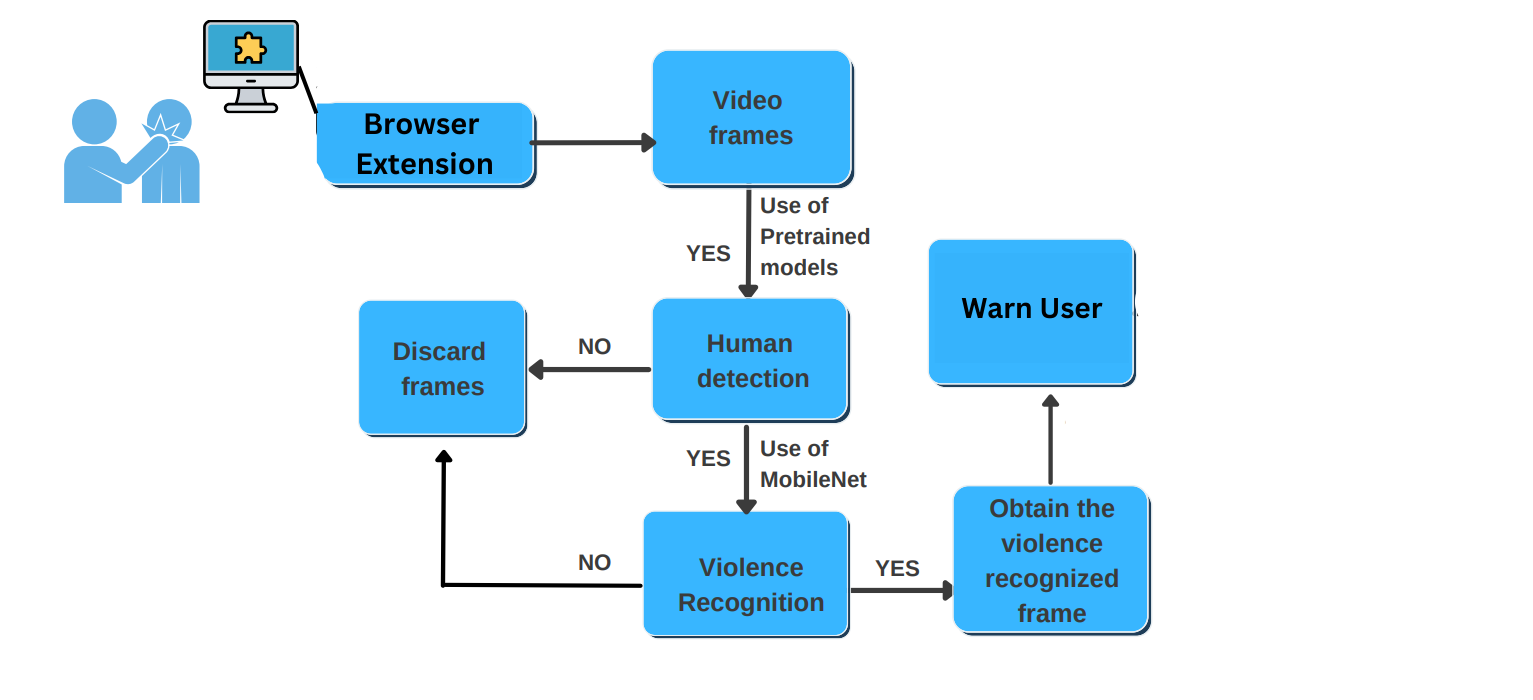 Browser
Extension
Video
frames
YES
Use of
Pretrained
models
Warn User
Discard
frames
NO
Human
detection
YES
Use of
MobileNet
NO
Violence
Recognition
YES
Obtain the
violence
recognized
frame